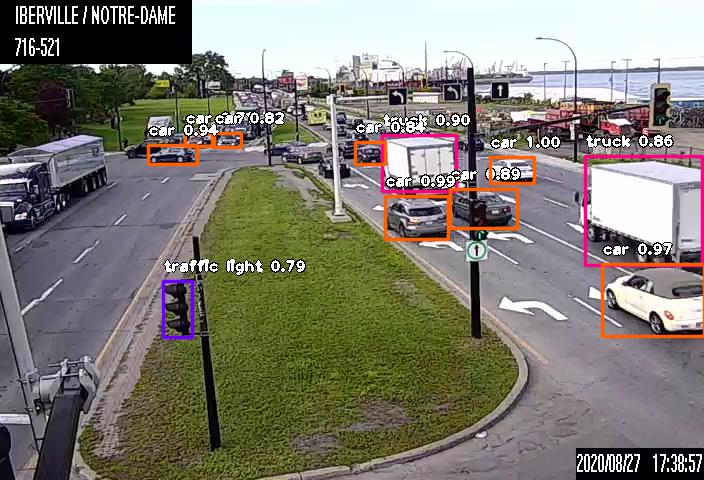 IBERVILLE / NOTRE-DAME
716-521
car 0.82
car 0.94
car 0.84
truck 0.90
car 1.00
truck 0.86
car 0.99
car 0.89
car 0.97
traffic light 0.79
2020/08/27 17:38:57